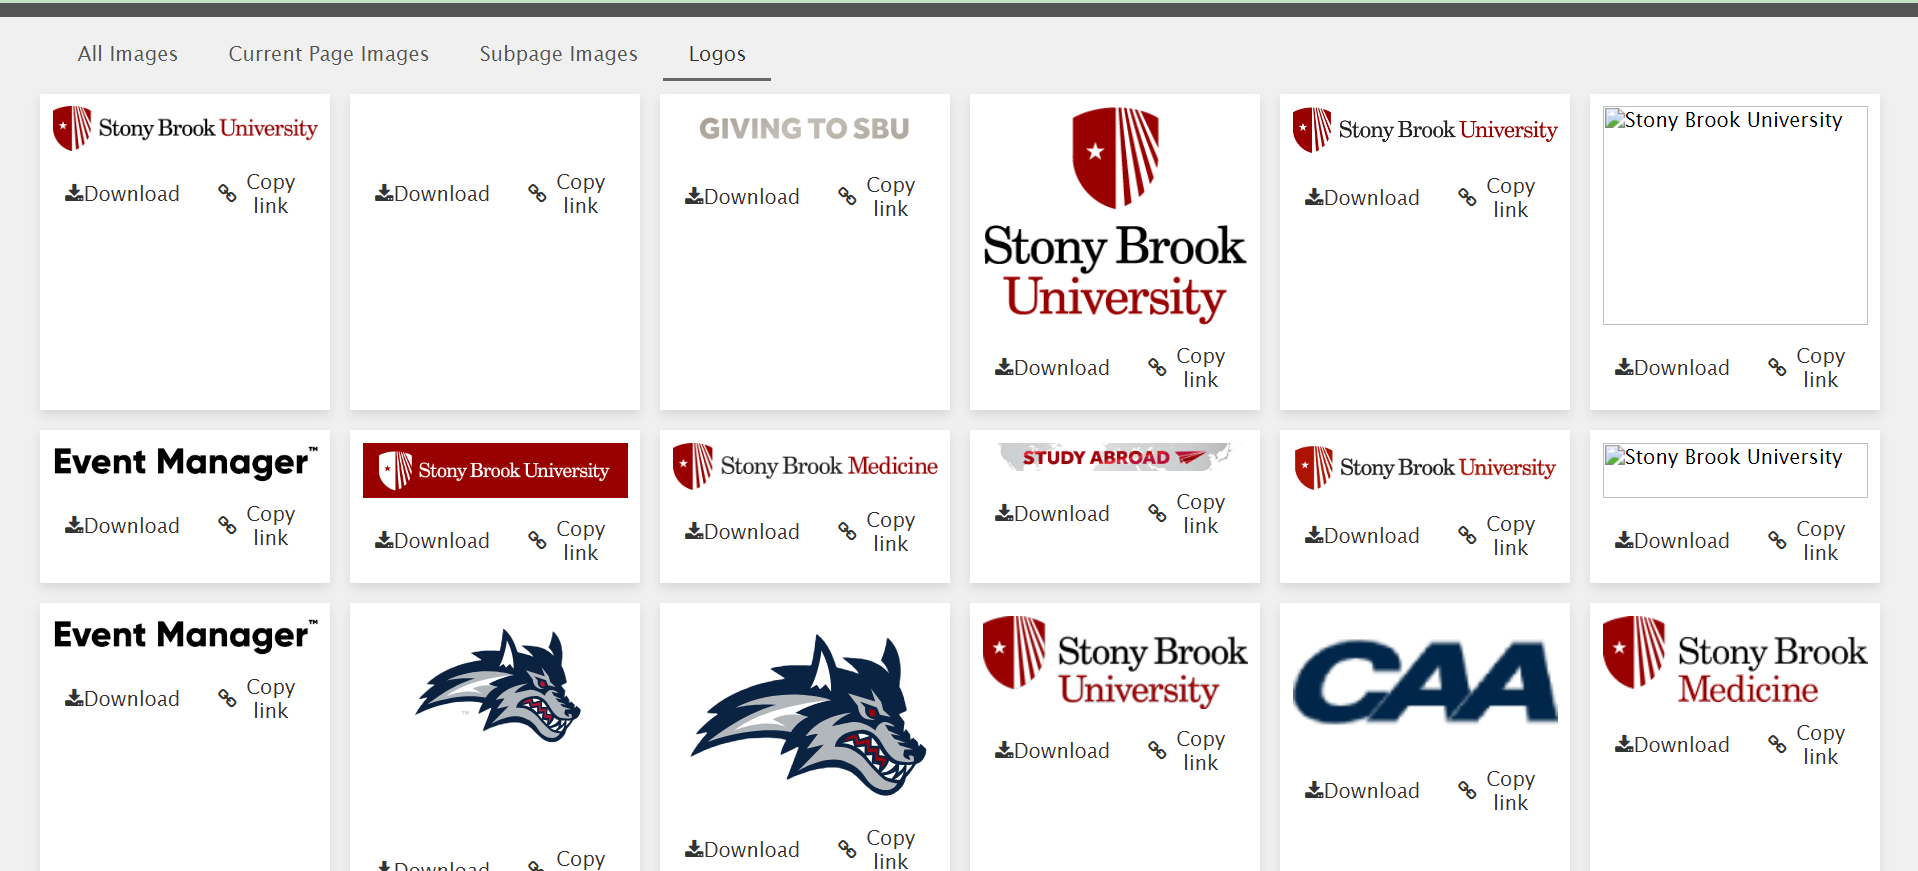 All Images
Current Page Images
Subpage Images
Logos
Stony Brook University
Download
Copy
link
Download
Copy
link
GIVING TO SBU
Download
Copy
link
Stony Brook
University
Download
Copy
link
Stony Brook University
Download
Copy
link
Stony Brook University
Download
Copy
link
Event Manager™
Download
Copy
link
Stony Brook University
Download
Copy
link
Stony Brook Medicine
Download
Copy
link
STUDY ABROAD
Download
Copy
link
Stony Brook University
Download
Copy
link
Stony Brook University
Download
Copy
link
Event Manager™
Download
Copy
link
™
Download
Copy
Download
Copy
link
Stony Brook
University
Download
Copy
link
CAA
Download
Copy
link
Stony Brook
Medicine
Download
Copy
link